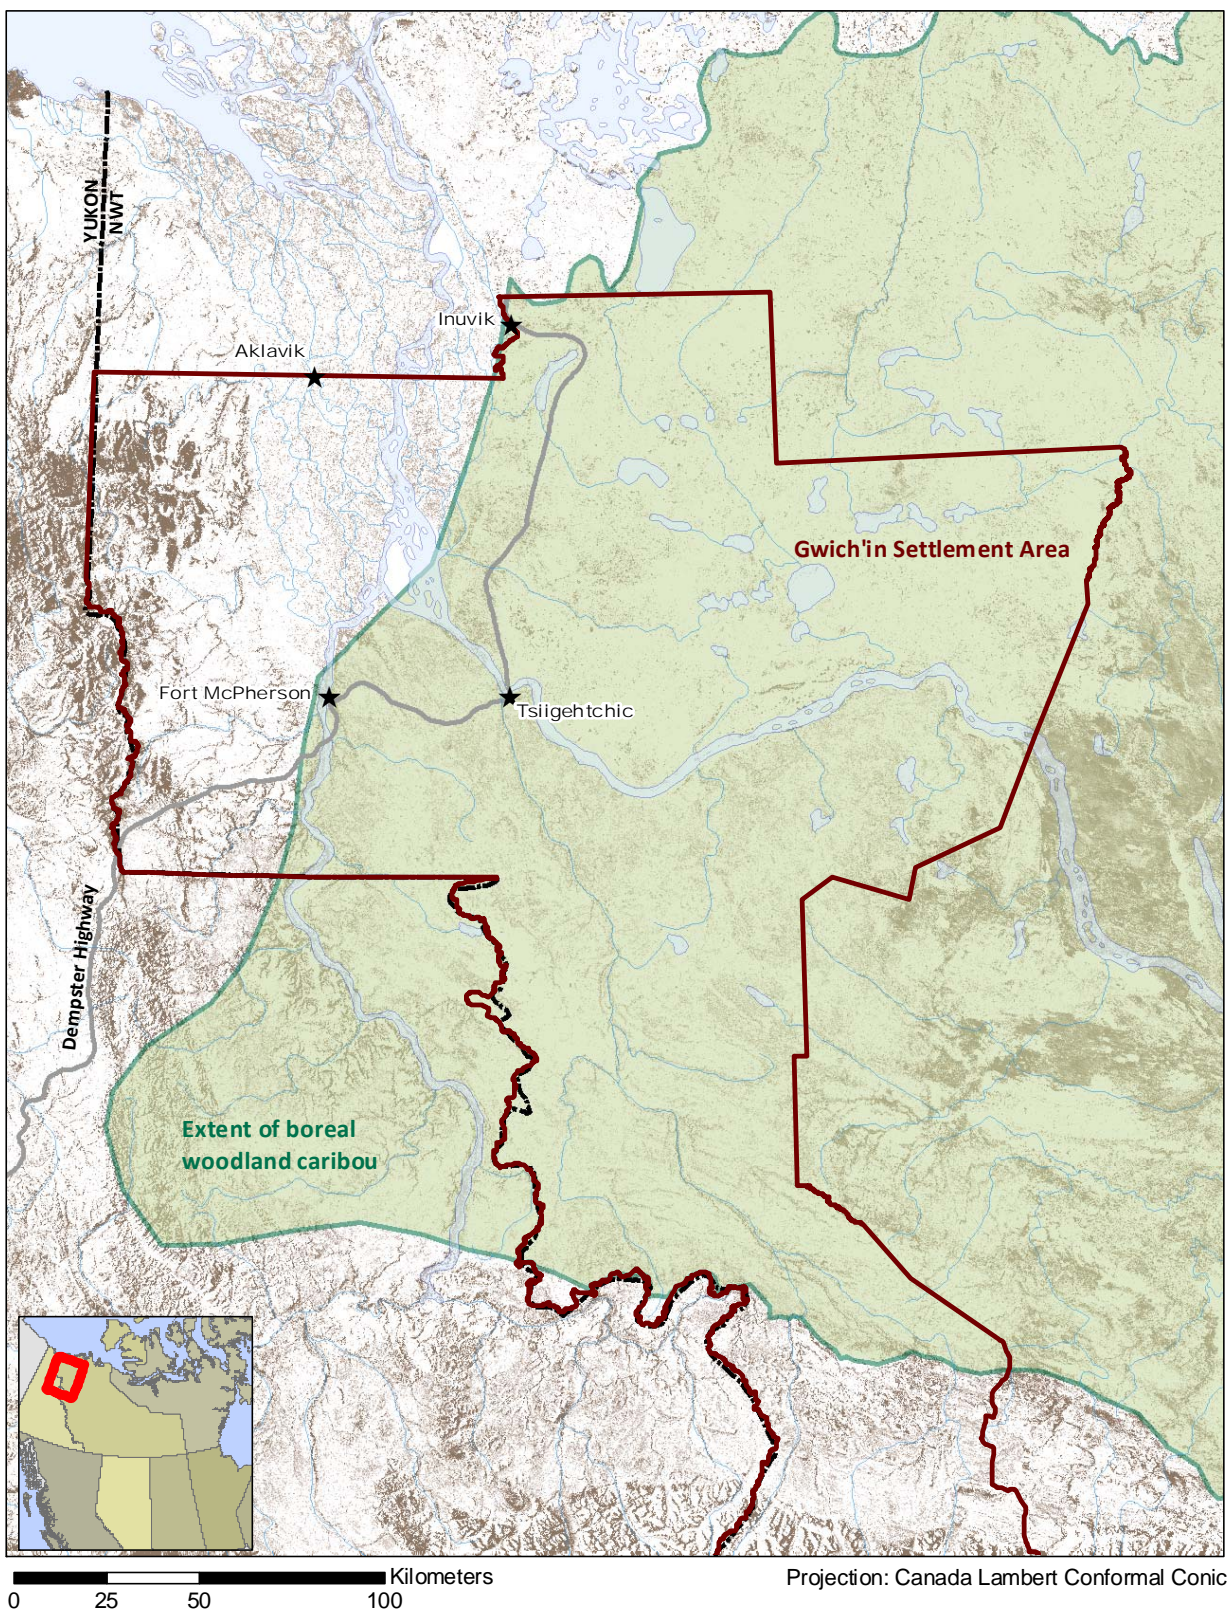 YUKON
NWT
Inuvik
Aklavik
Gwich'in Settlement Area
Fort McPherson
Tsiigehtchic
Dempster Highway
Extent of boreal
woodland caribou
Kilometers
0 25 50 100
Projection: Canada Lambert Conformal Conic